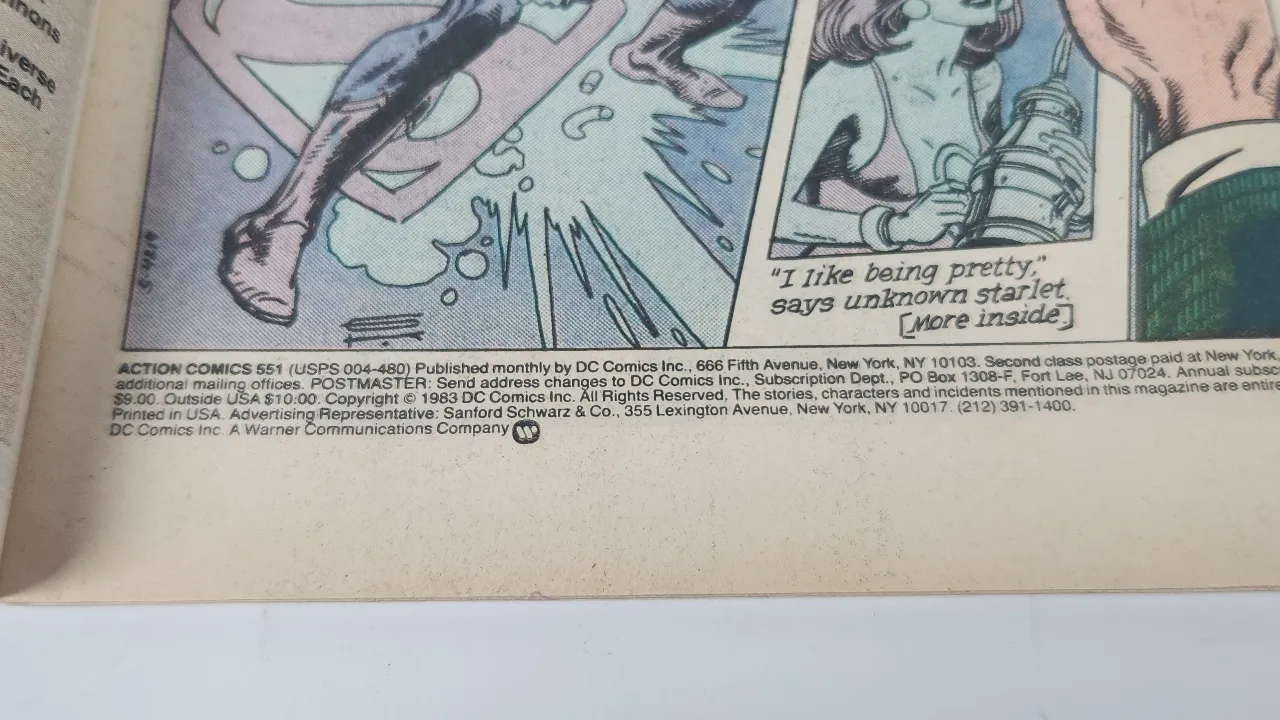 nnons
iverse
Each
"I like being pretty,"
says unknown starlet.
[More inside]
ACTION COMICS 551 (USPS 004-480) Published monthly by DC Comics Inc., 666 Fifth Avenue, New York, NY 10103. Second class postage paid at New York,
additional mailing offices. POSTMASTER: Send address changes to DC Comics Inc., Subscription Dept., PO Box 1308-F, Fort Lee, NJ 07024. Annual subsc
$9.00. Outside USA $10.00. Copyright © 1983 DC Comics Inc. All Rights Reserved. The stories, characters and incidents mentioned in this magazine are entire
Printed in USA. Advertising Representative: Sanford Schwarz & Co., 355 Lexington Avenue, New York, NY 10017. (212) 391-1400.
DC Comics Inc. A Warner Communications Company